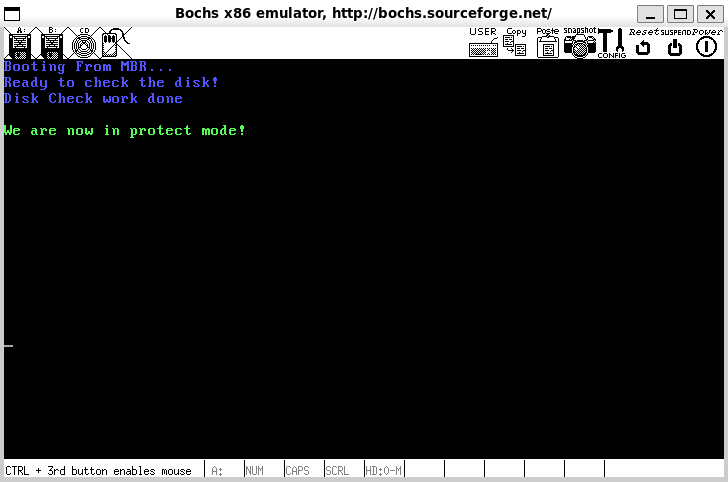 Bochs x86 emulator, http://bochs.sourceforge.net/
A: B: CD USER Copy Paste snapshot CONFIG Reset SUSPEND Power
Booting From MBR...
Ready to check the disk!
Disk Check work done
We are now in protect mode!
CTRL + 3rd button enables mouse A: NUM CAPS SCRL HD:0-M